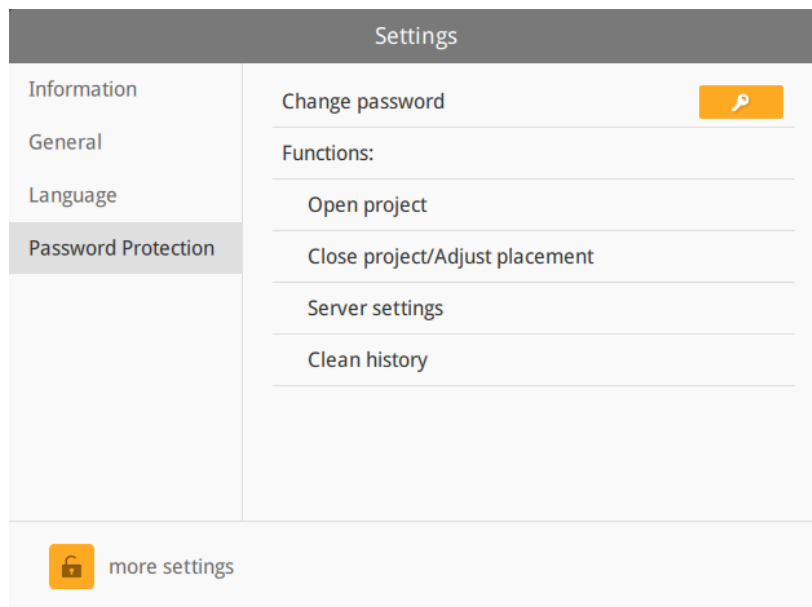 Settings
Information
General
Language
Password Protection
Change password
Functions:
Open project
Close project/Adjust placement
Server settings
Clean history
more settings